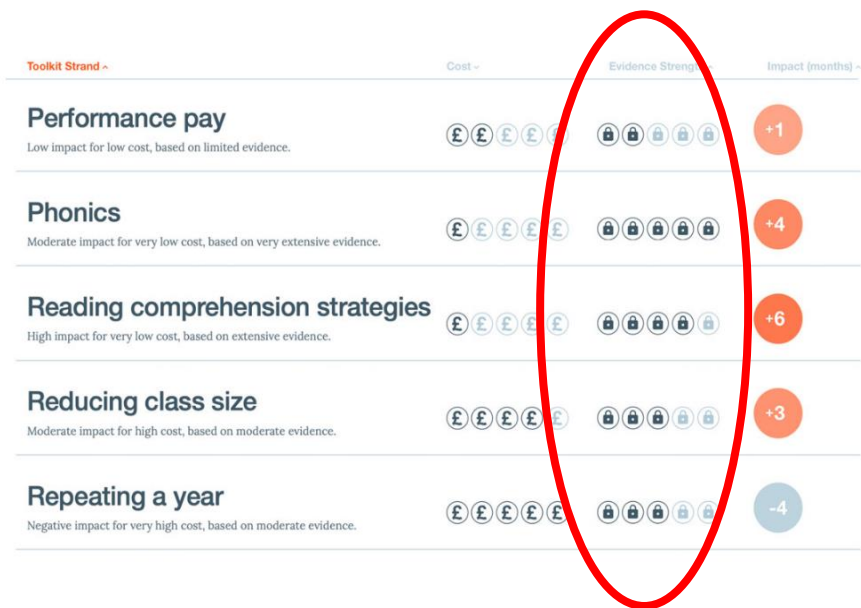 Toolkit Strand Cost Evidence Strength Impact (months)
Performance pay
Low impact for low cost, based on limited evidence.
£ £ £ £ £ +1
Phonics
Moderate impact for very low cost, based on very extensive evidence.
£ £ £ £ £ +4
Reading comprehension strategies
High impact for very low cost, based on extensive evidence.
£ £ £ £ £ +6
Reducing class size
Moderate impact for high cost, based on moderate evidence.
£ £ £ £ £ +3
Repeating a year
Negative impact for very high cost, based on moderate evidence.
£ £ £ £ £ -4